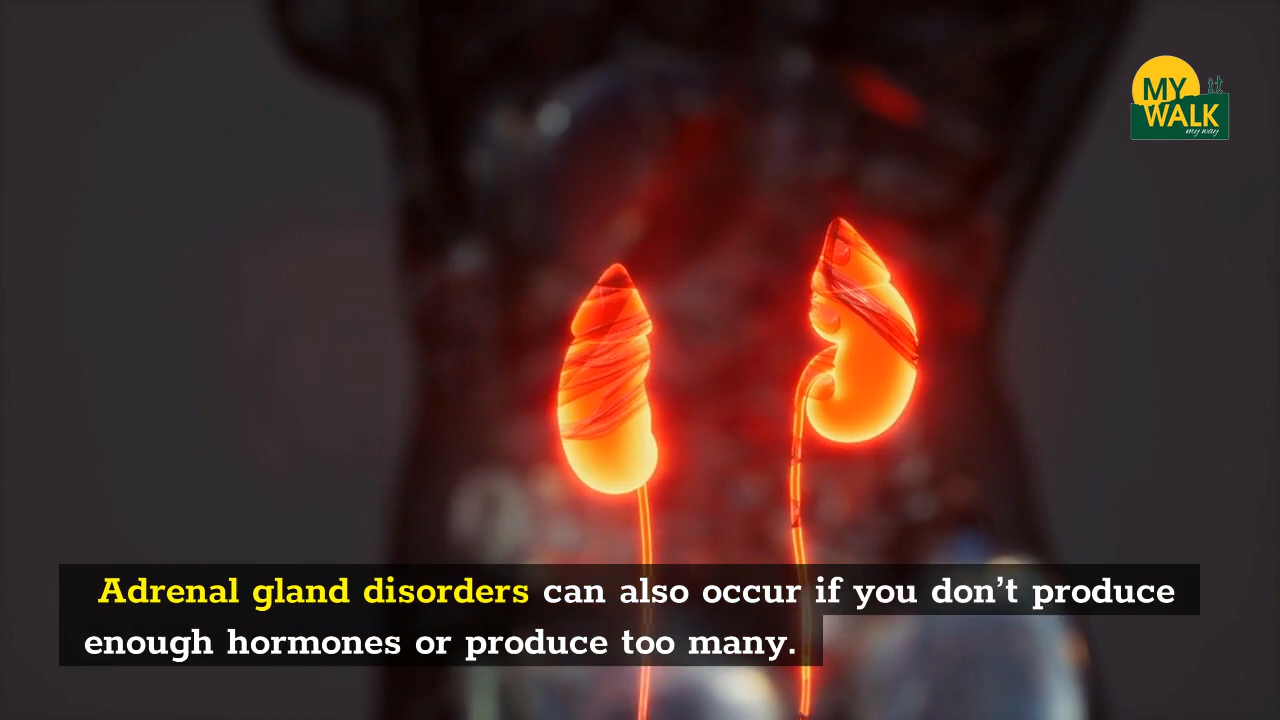 MY
WALK
my way
Adrenal gland disorders can also occur if you don’t produce
enough hormones or produce too many.